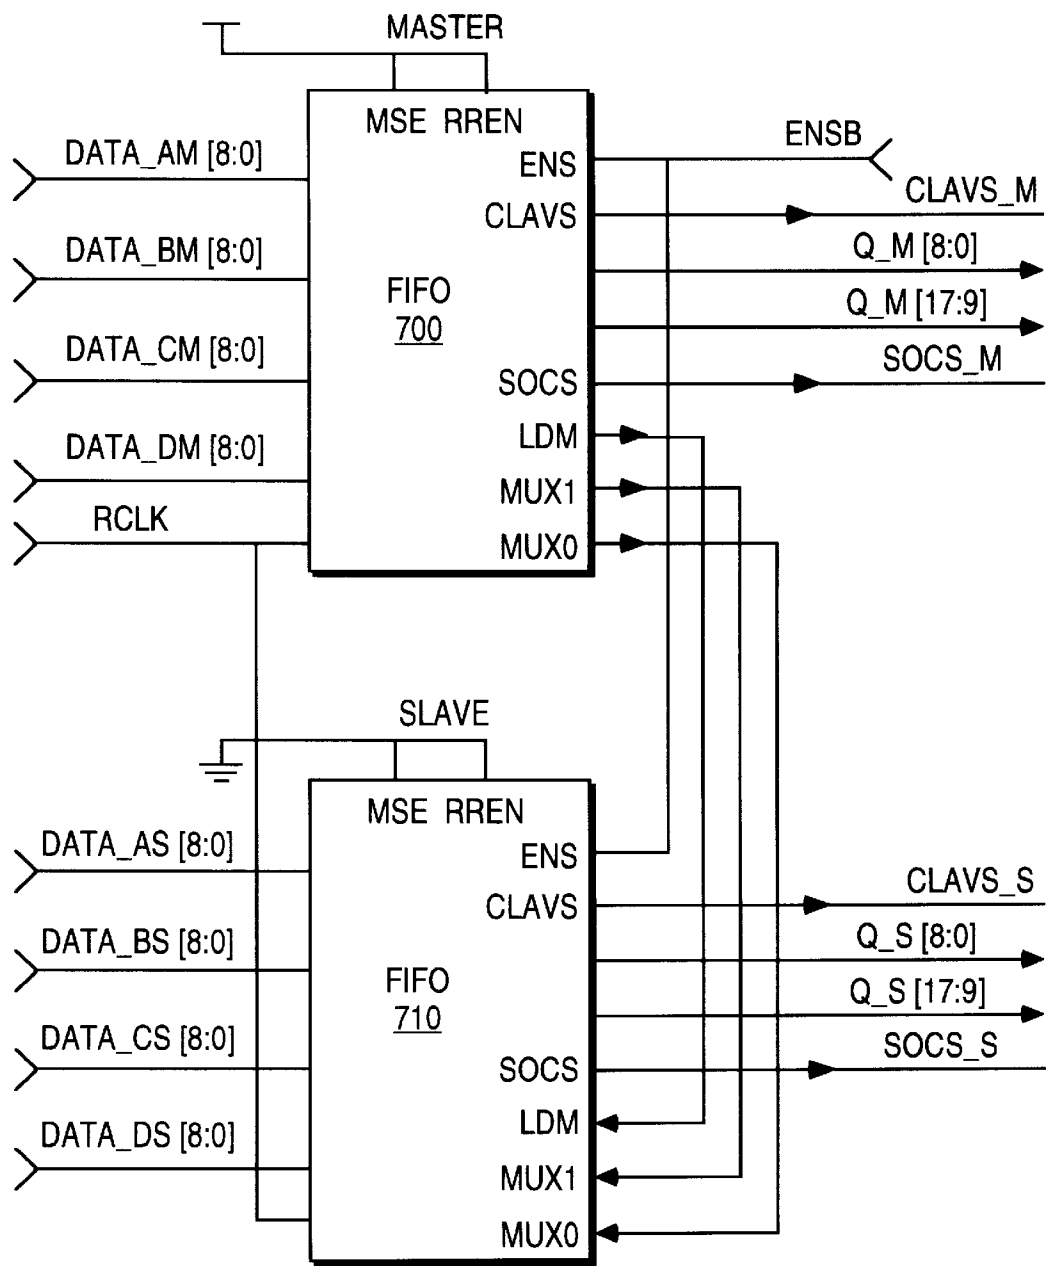 MASTER
MSE RREN
DATA_AM [8:0]
DATA_BM [8:0]
DATA_CM [8:0]
DATA_DM [8:0]
RCLK
FIFO
700
ENS
CLAVS
SOCS
LDM
MUX1
MUX0
ENSB
CLAVS_M
Q_M [8:0]
Q_M [17:9]
SOCS_M
SLAVE
MSE RREN
DATA_AS [8:0]
DATA_BS [8:0]
DATA_CS [8:0]
DATA_DS [8:0]
FIFO
710
ENS
CLAVS
SOCS
LDM
MUX1
MUX0
CLAVS_S
Q_S [8:0]
Q_S [17:9]
SOCS_S